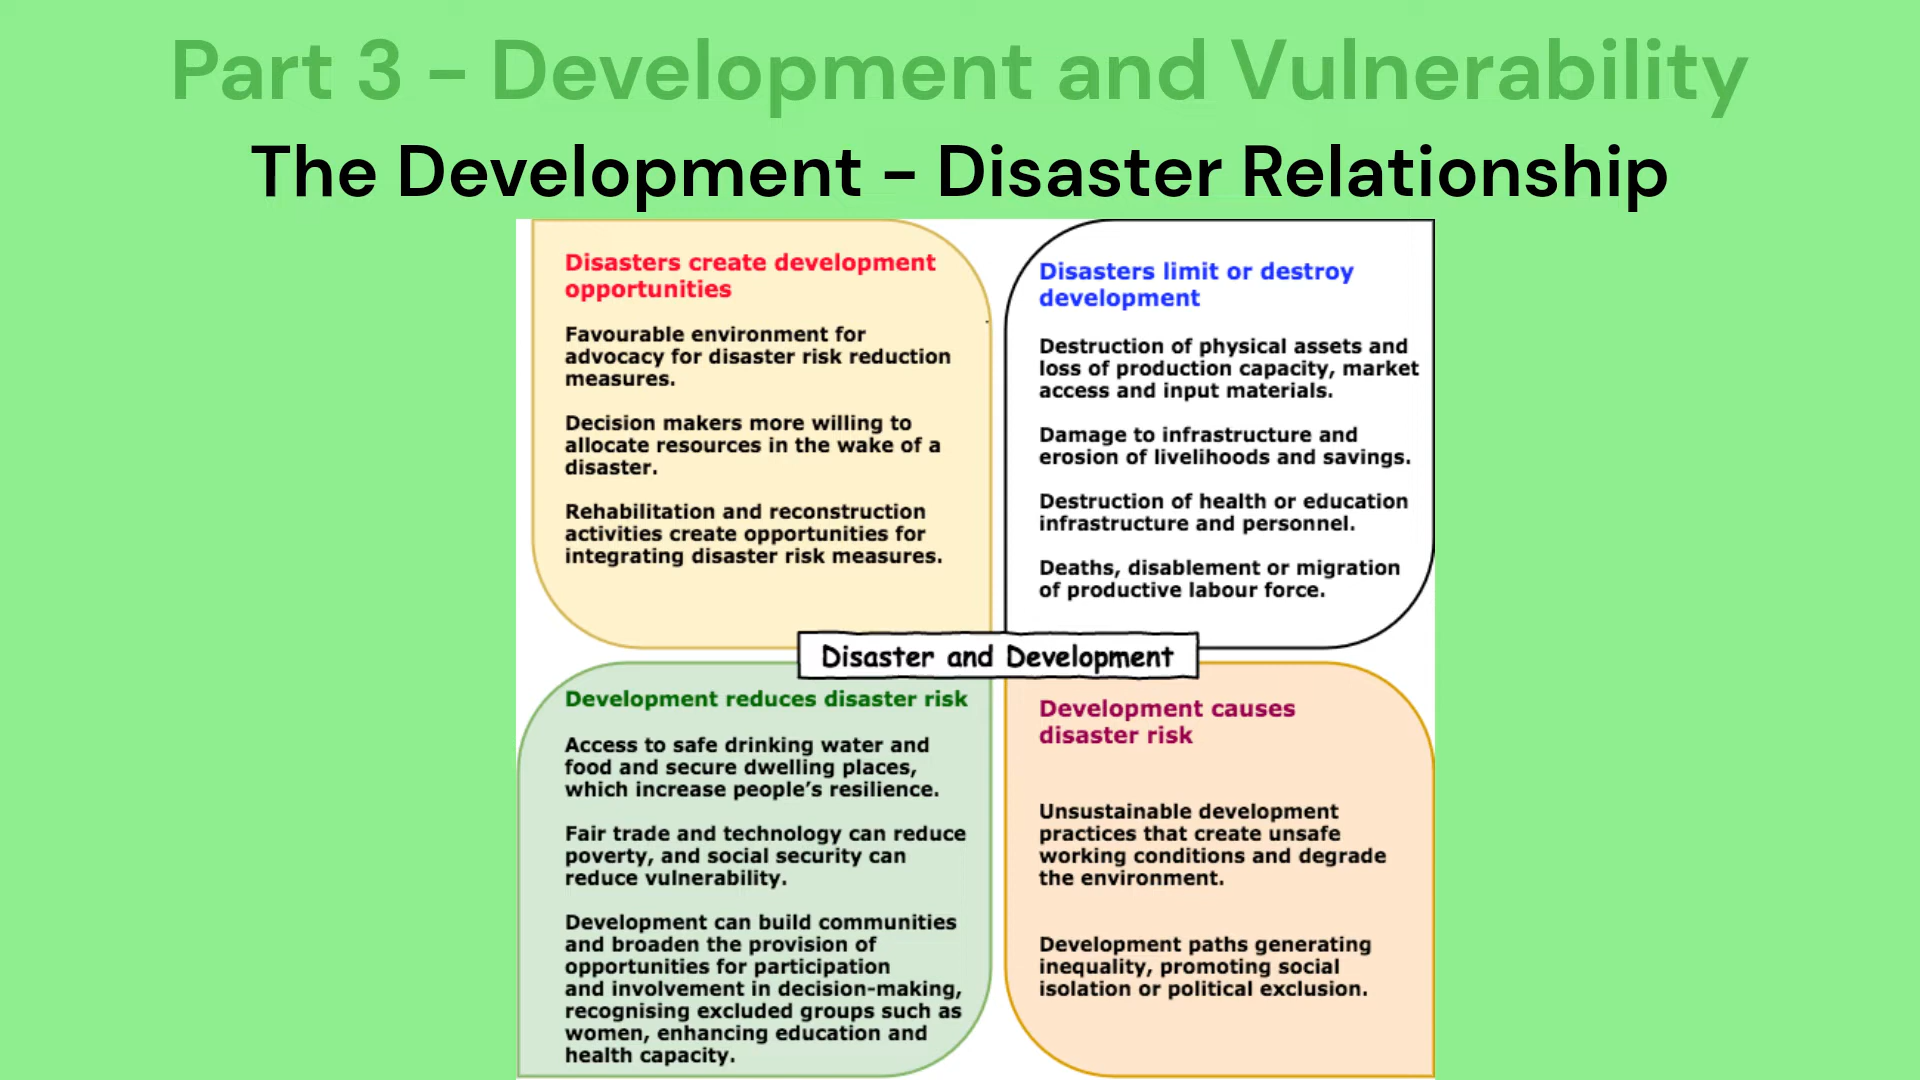 Part 3 - Development and Vulnerability
The Development - Disaster Relationship
Disasters create development
opportunities
Favourable environment for
advocacy for disaster risk reduction
measures.
Decision makers more willing to
allocate resources in the wake of a
disaster.
Rehabilitation and reconstruction
activities create opportunities for
integrating disaster risk measures.
Disasters limit or destroy
development
Destruction of physical assets and
loss of production capacity, market
access and input materials.
Damage to infrastructure and
erosion of livelihoods and savings.
Destruction of health or education
infrastructure and personnel.
Deaths, disablement or migration
of productive labour force.
Disaster and Development
Development reduces disaster risk
Access to safe drinking water and
food and secure dwelling places,
which increase people’s resilience.
Fair trade and technology can reduce
poverty, and social security can
reduce vulnerability.
Development can build communities
and broaden the provision of
opportunities for participation
and involvement in decision-making,
recognising excluded groups such as
women, enhancing education and
health capacity.
Development causes
disaster risk
Unsustainable development
practices that create unsafe
working conditions and degrade
the environment.
Development paths generating
inequality, promoting social
isolation or political exclusion.